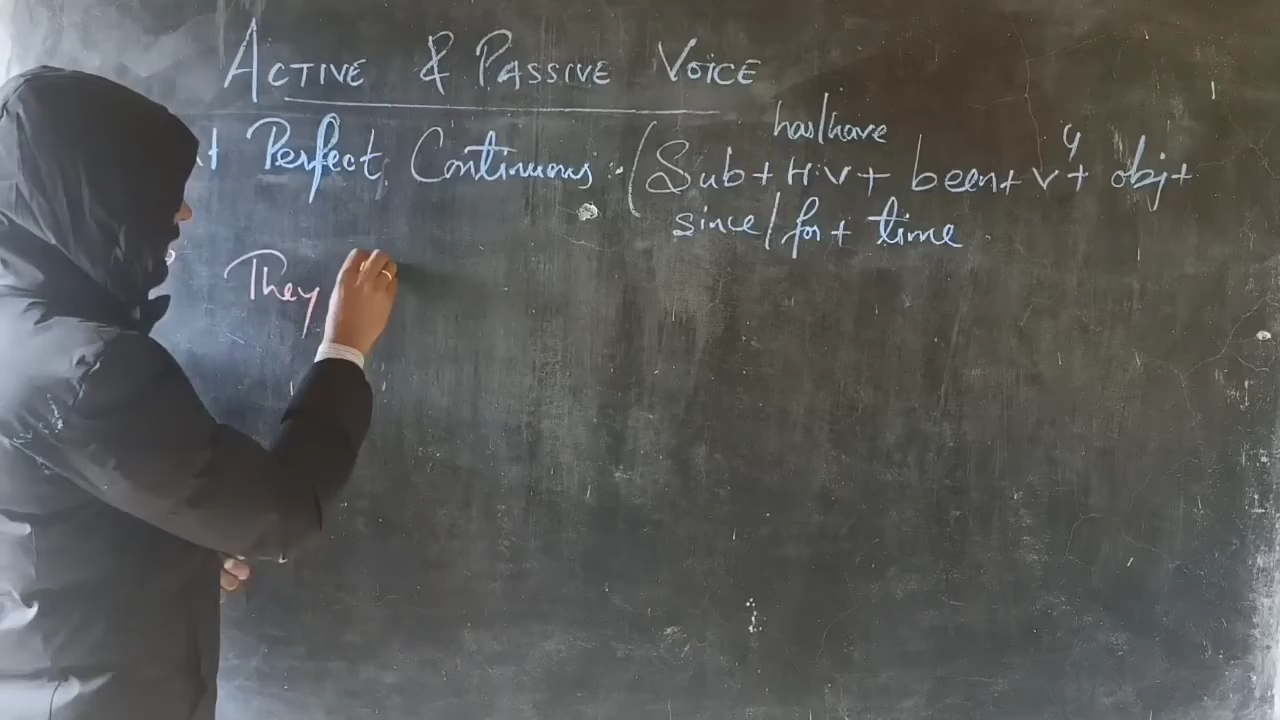 ACTIVE & PASSIVE VOICE
has/have
t Perfect Continuous :- (Sub + H.V + been + V4 + obj +
since/for + time
They